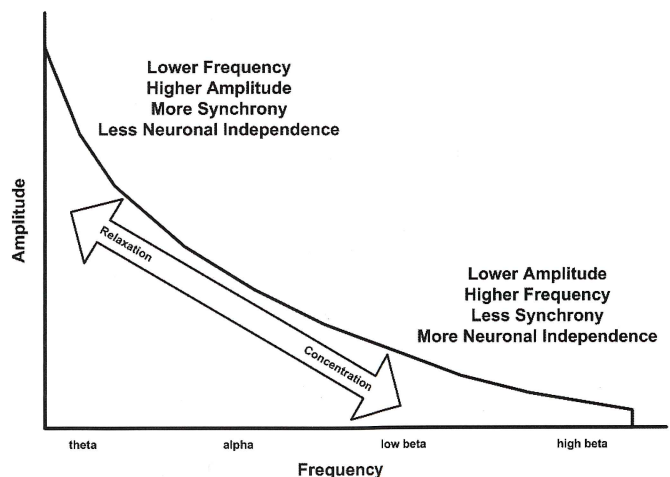 Lower Frequency
Higher Amplitude
More Synchrony
Less Neuronal Independence
Amplitude
Relaxation
Concentration
Lower Amplitude
Higher Frequency
Less Synchrony
More Neuronal Independence
theta alpha low beta high beta
Frequency